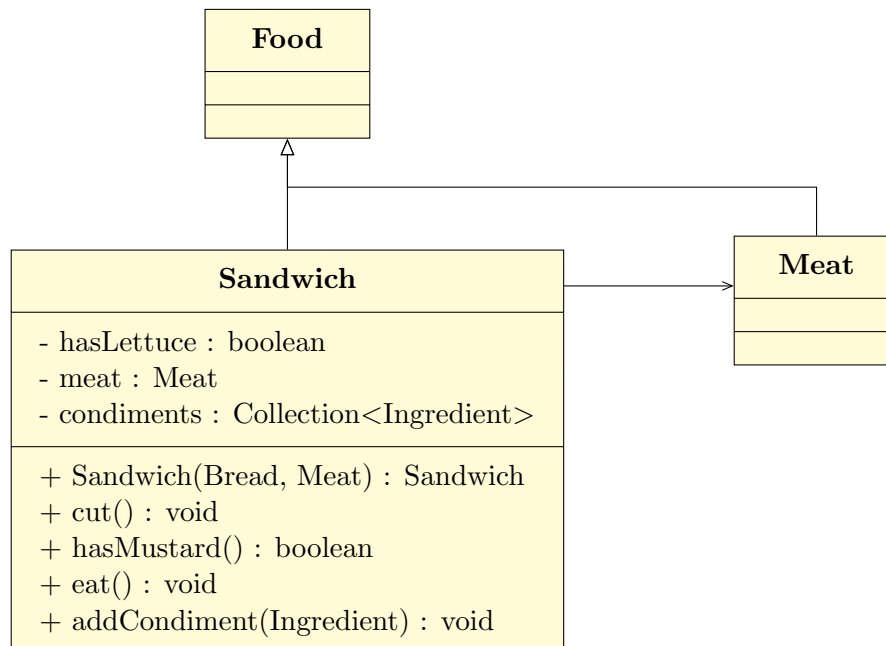 Food
Sandwich
- hasLettuce : boolean
- meat : Meat
- condiments : Collection<Ingredient>
+ Sandwich(Bread, Meat) : Sandwich
+ cut() : void
+ hasMustard() : boolean
+ eat() : void
+ addCondiment(Ingredient) : void
Meat